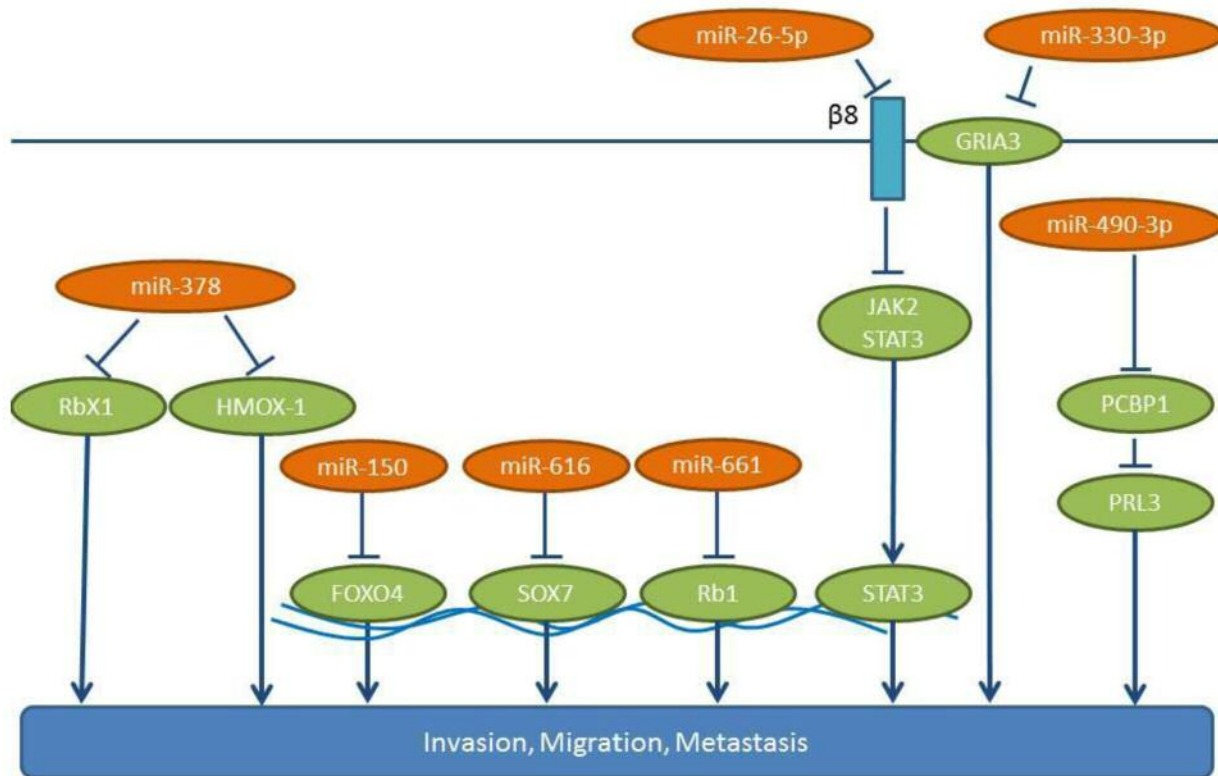 miR-26-5p
miR-330-3p
β8
GRIA3
miR-490-3p
miR-378
JAK2
STAT3
RbX1
HMOX-1
PCBP1
miR-150
miR-616
miR-661
PRL3
FOXO4
SOX7
Rb1
STAT3
Invasion, Migration, Metastasis